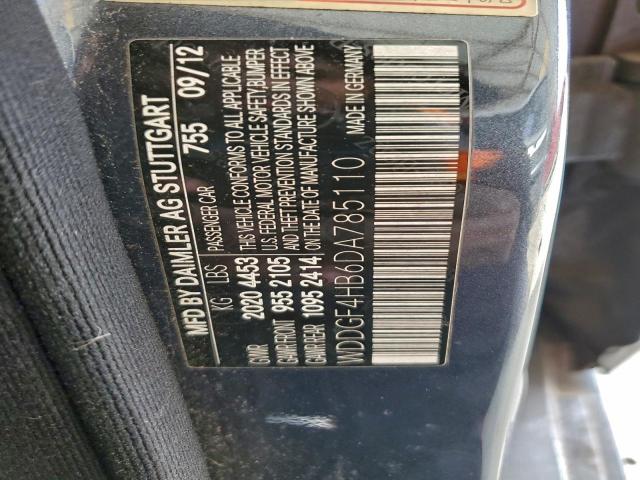 MFD BY DAIMLER AG STUTTGART
PASSENGER CAR 755 09/12
KG LBS
GVWR 2020 4453
GAWR FRONT 955 2105
GAWR REAR 1095 2414
THIS VEHICLE CONFORMS TO ALL APPLICABLE
U.S. FEDERAL MOTOR VEHICLE SAFETY, BUMPER
AND THEFT PREVENTION STANDARDS IN EFFECT
ON THE DATE OF MANUFACTURE SHOWN ABOVE
WDDGF4HB6DA785110 MADE IN GERMANY